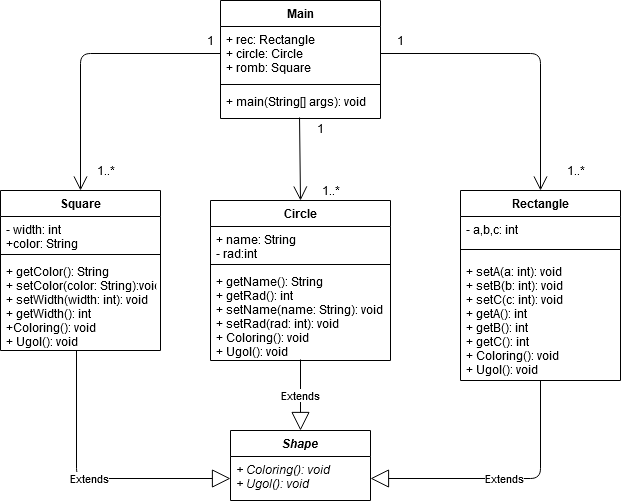 Main
+ rec: Rectangle
+ circle: Circle
+ romb: Square
+ main(String[] args): void
1
1
1
1..*
1..*
1..*
Square
- width: int
+color: String
+ getColor(): String
+ setColor(color: String):void
+ setWidth(width: int): void
+ getWidth(): int
+Coloring(): void
+ Ugol(): void
Circle
+ name: String
- rad:int
+ getName(): String
+ getRad(): int
+ setName(name: String): void
+ setRad(rad: int): void
+ Coloring(): void
+ Ugol(): void
Rectangle
- a,b,c: int
+ setA(a: int): void
+ setB(b: int): void
+ setC(c: int): void
+ getA(): int
+ getB(): int
+ getC(): int
+ Coloring(): void
+ Ugol(): void
Extends
Extends
Extends
Shape
+ Coloring(): void
+ Ugol(): void